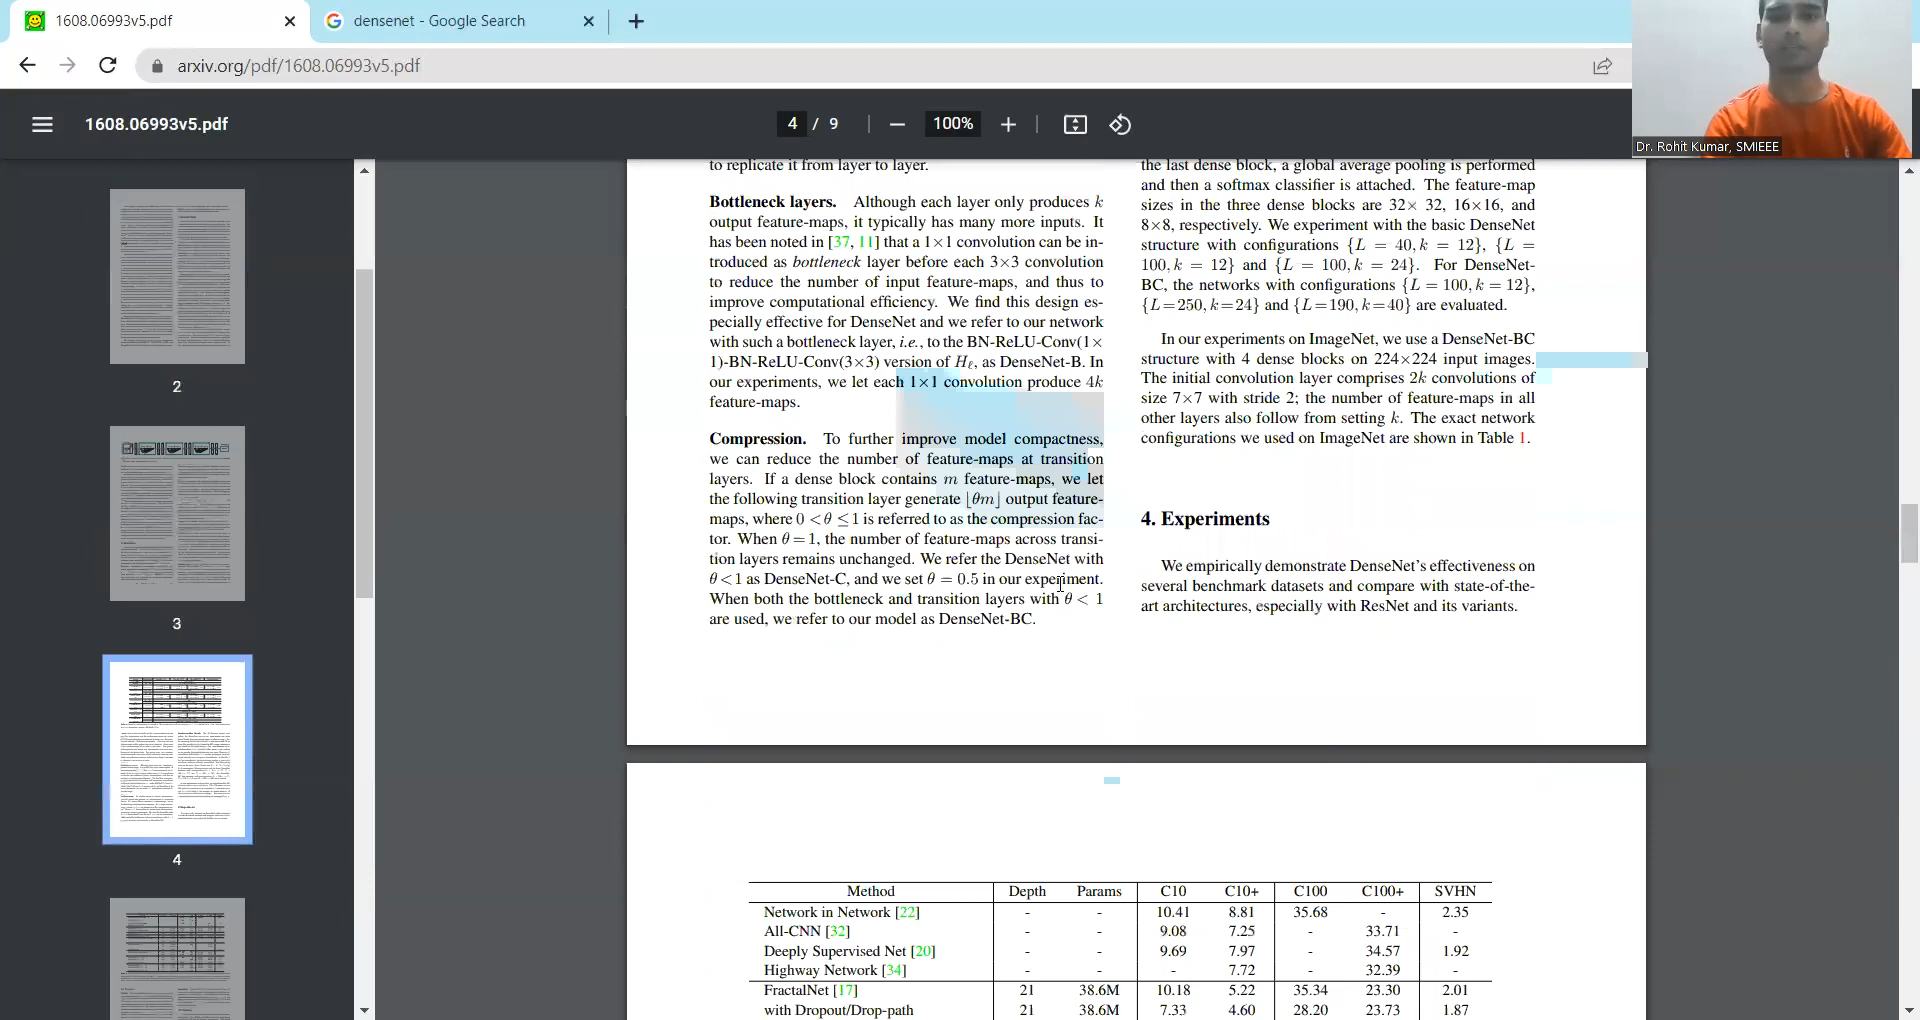 1608.06993v5.pdf
densenet - Google Search
arxiv.org/pdf/1608.06993v5.pdf
1608.06993v5.pdf
4 / 9
100%
Dr. Rohit Kumar, SMIEEE
2
3
4
to replicate it from layer to layer.
Bottleneck layers. Although each layer only produces k
output feature-maps, it typically has many more inputs. It
has been noted in [37, 11] that a 1×1 convolution can be in-
troduced as bottleneck layer before each 3×3 convolution
to reduce the number of input feature-maps, and thus to
improve computational efficiency. We find this design es-
pecially effective for DenseNet and we refer to our network
with such a bottleneck layer, i.e., to the BN-ReLU-Conv(1×
1)-BN-ReLU-Conv(3×3) version of Hℓ, as DenseNet-B. In
our experiments, we let each 1×1 convolution produce 4k
feature-maps.
Compression. To further improve model compactness,
we can reduce the number of feature-maps at transition
layers. If a dense block contains m feature-maps, we let
the following transition layer generate ⌊θm⌋ output feature-
maps, where 0 < θ ≤ 1 is referred to as the compression fac-
tor. When θ = 1, the number of feature-maps across transi-
tion layers remains unchanged. We refer the DenseNet with
θ < 1 as DenseNet-C, and we set θ = 0.5 in our experiment.
When both the bottleneck and transition layers with θ < 1
are used, we refer to our model as DenseNet-BC.
the last dense block, a global average pooling is performed
and then a softmax classifier is attached. The feature-map
sizes in the three dense blocks are 32× 32, 16×16, and
8×8, respectively. We experiment with the basic DenseNet
structure with configurations {L = 40, k = 12}, {L =
100, k = 12} and {L = 100, k = 24}. For DenseNet-
BC, the networks with configurations {L = 100, k = 12},
{L=250, k=24} and {L=190, k=40} are evaluated.
In our experiments on ImageNet, we use a DenseNet-BC
structure with 4 dense blocks on 224×224 input images.
The initial convolution layer comprises 2k convolutions of
size 7×7 with stride 2; the number of feature-maps in all
other layers also follow from setting k. The exact network
configurations we used on ImageNet are shown in Table 1.
4. Experiments
We empirically demonstrate DenseNet's effectiveness on
several benchmark datasets and compare with state-of-the-
art architectures, especially with ResNet and its variants.
Method Depth Params C10 C10+ C100 C100+ SVHN
Network in Network [22] - - 10.41 8.81 35.68 - 2.35
All-CNN [32] - - 9.08 7.25 - 33.71 -
Deeply Supervised Net [20] - - 9.69 7.97 - 34.57 1.92
Highway Network [34] - - - 7.72 - 32.39 -
FractalNet [17] 21 38.6M 10.18 5.22 35.34 23.30 2.01
with Dropout/Drop-path 21 38.6M 7.33 4.60 28.20 23.73 1.87